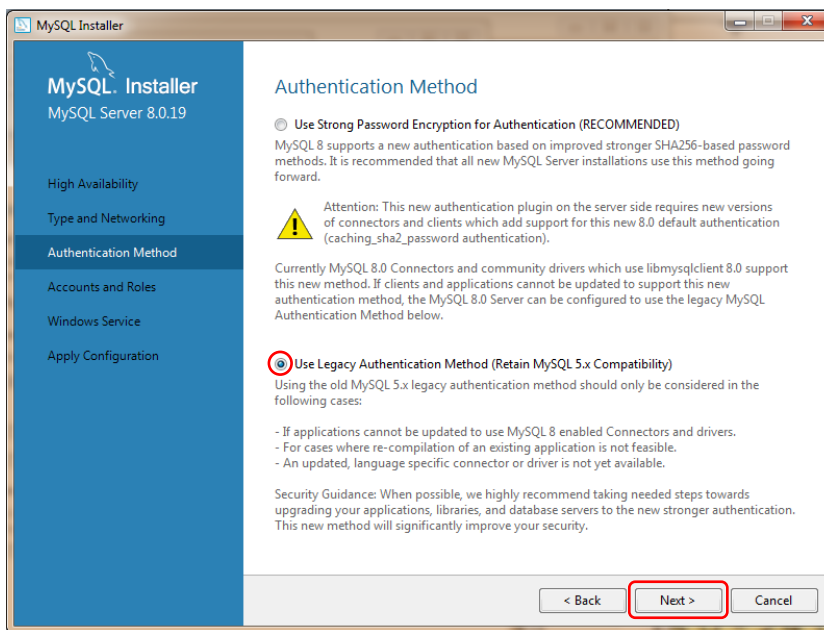 MySQL Installer
MySQL. Installer
MySQL Server 8.0.19
High Availability
Type and Networking
Authentication Method
Accounts and Roles
Windows Service
Apply Configuration
Authentication Method
Use Strong Password Encryption for Authentication (RECOMMENDED)
MySQL 8 supports a new authentication based on improved stronger SHA256-based password
methods. It is recommended that all new MySQL Server installations use this method going
forward.
Attention: This new authentication plugin on the server side requires new versions
of connectors and clients which add support for this new 8.0 default authentication
(caching_sha2_password authentication).
Currently MySQL 8.0 Connectors and community drivers which use libmysqlclient 8.0 support
this new method. If clients and applications cannot be updated to support this new
authentication method, the MySQL 8.0 Server can be configured to use the legacy MySQL
Authentication Method below.
Use Legacy Authentication Method (Retain MySQL 5.x Compatibility)
Using the old MySQL 5.x legacy authentication method should only be considered in the
following cases:
- If applications cannot be updated to use MySQL 8 enabled Connectors and drivers.
- For cases where re-compilation of an existing application is not feasible.
- An updated, language specific connector or driver is not yet available.
Security Guidance: When possible, we highly recommend taking needed steps towards
upgrading your applications, libraries, and database servers to the new stronger authentication.
This new method will significantly improve your security.
< Back
Next >
Cancel